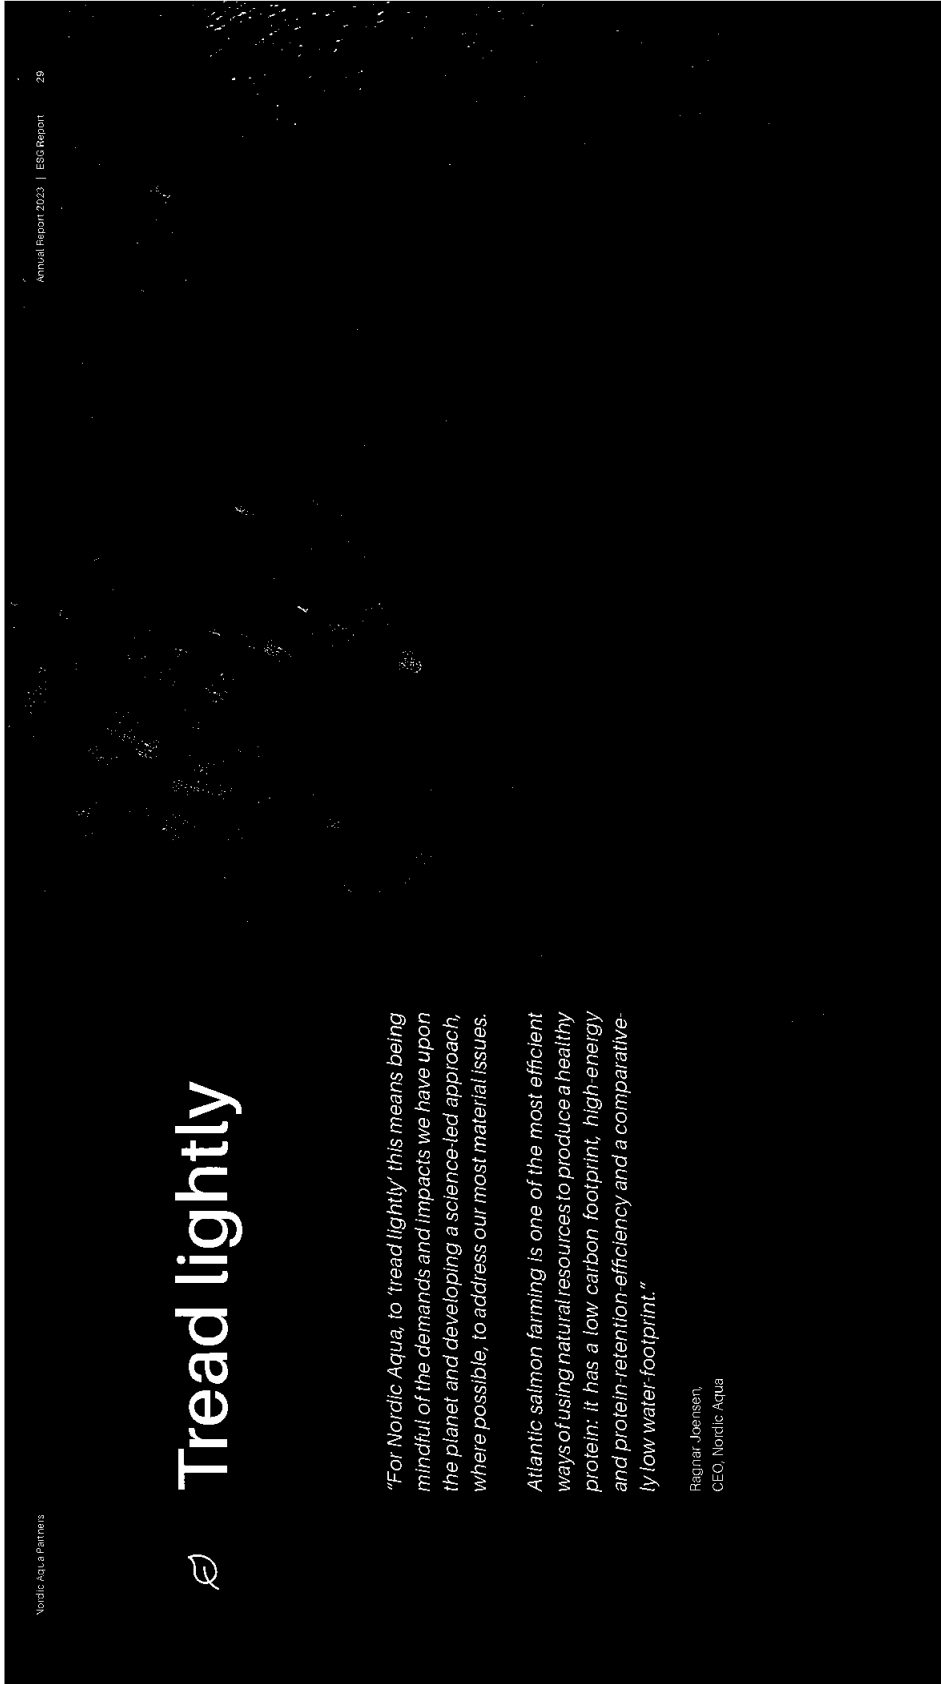 Nordic Aqua Partners
Annual Report 2023 | ESG Report 29
Tread lightly
“For Nordic Aqua, to ‘tread lightly’ this means being
mindful of the demands and impacts we have upon
the planet and developing a science-led approach,
where possible, to address our most material issues.
Atlantic salmon farming is one of the most efficient
ways of using natural resources to produce a healthy
protein: it has a low carbon footprint, high-energy
and protein-retention-efficiency and a comparative-
ly low water-footprint.”
Ragnar Joensen,
CEO, Nordic Aqua